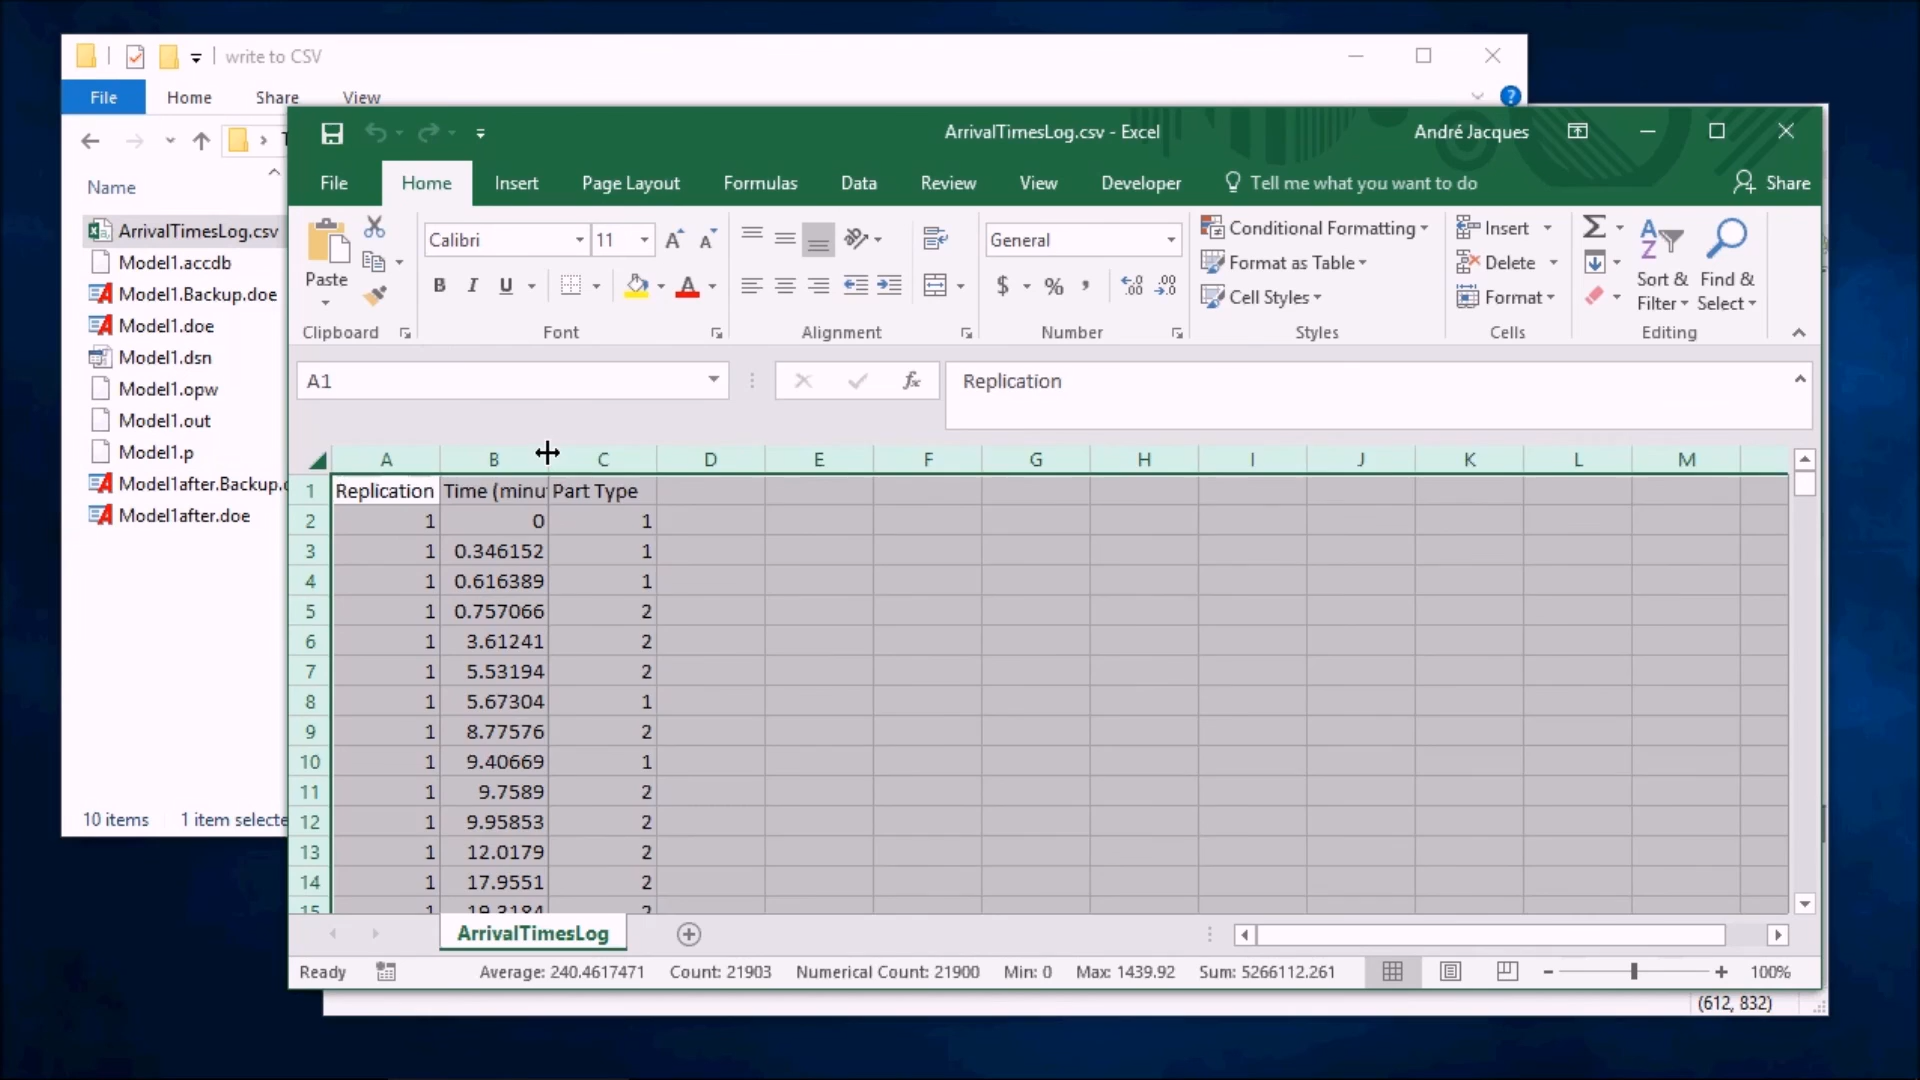 write to CSV
File Home Share View
Name
ArrivalTimesLog.csv
Model1.accdb
Model1.Backup.doe
Model1.doe
Model1.dsn
Model1.opw
Model1.out
Model1.p
Model1after.Backup.
Model1after.doe
10 items 1 item selecte
ArrivalTimesLog.csv - Excel
André Jacques
File Home Insert Page Layout Formulas Data Review View Developer Tell me what you want to do Share
Paste
Clipboard
Calibri 11
B I U
Font
Alignment
General
$ % ,
Number
Conditional Formatting
Format as Table
Cell Styles
Styles
Insert
Delete
Format
Cells
Sort & Filter
Find & Select
Editing
A1 fx Replication
A B C D E F G H I J K L M
1 Replication Time (minu Part Type
2 1 0 1
3 1 0.346152 1
4 1 0.616389 1
5 1 0.757066 2
6 1 3.61241 2
7 1 5.53194 2
8 1 5.67304 1
9 1 8.77576 2
10 1 9.40669 1
11 1 9.7589 2
12 1 9.95853 2
13 1 12.0179 2
14 1 17.9551 2
15 1 19.3184 2
ArrivalTimesLog
Ready Average: 240.4617471 Count: 21903 Numerical Count: 21900 Min: 0 Max: 1439.92 Sum: 5266112.261 100%
(612, 832)